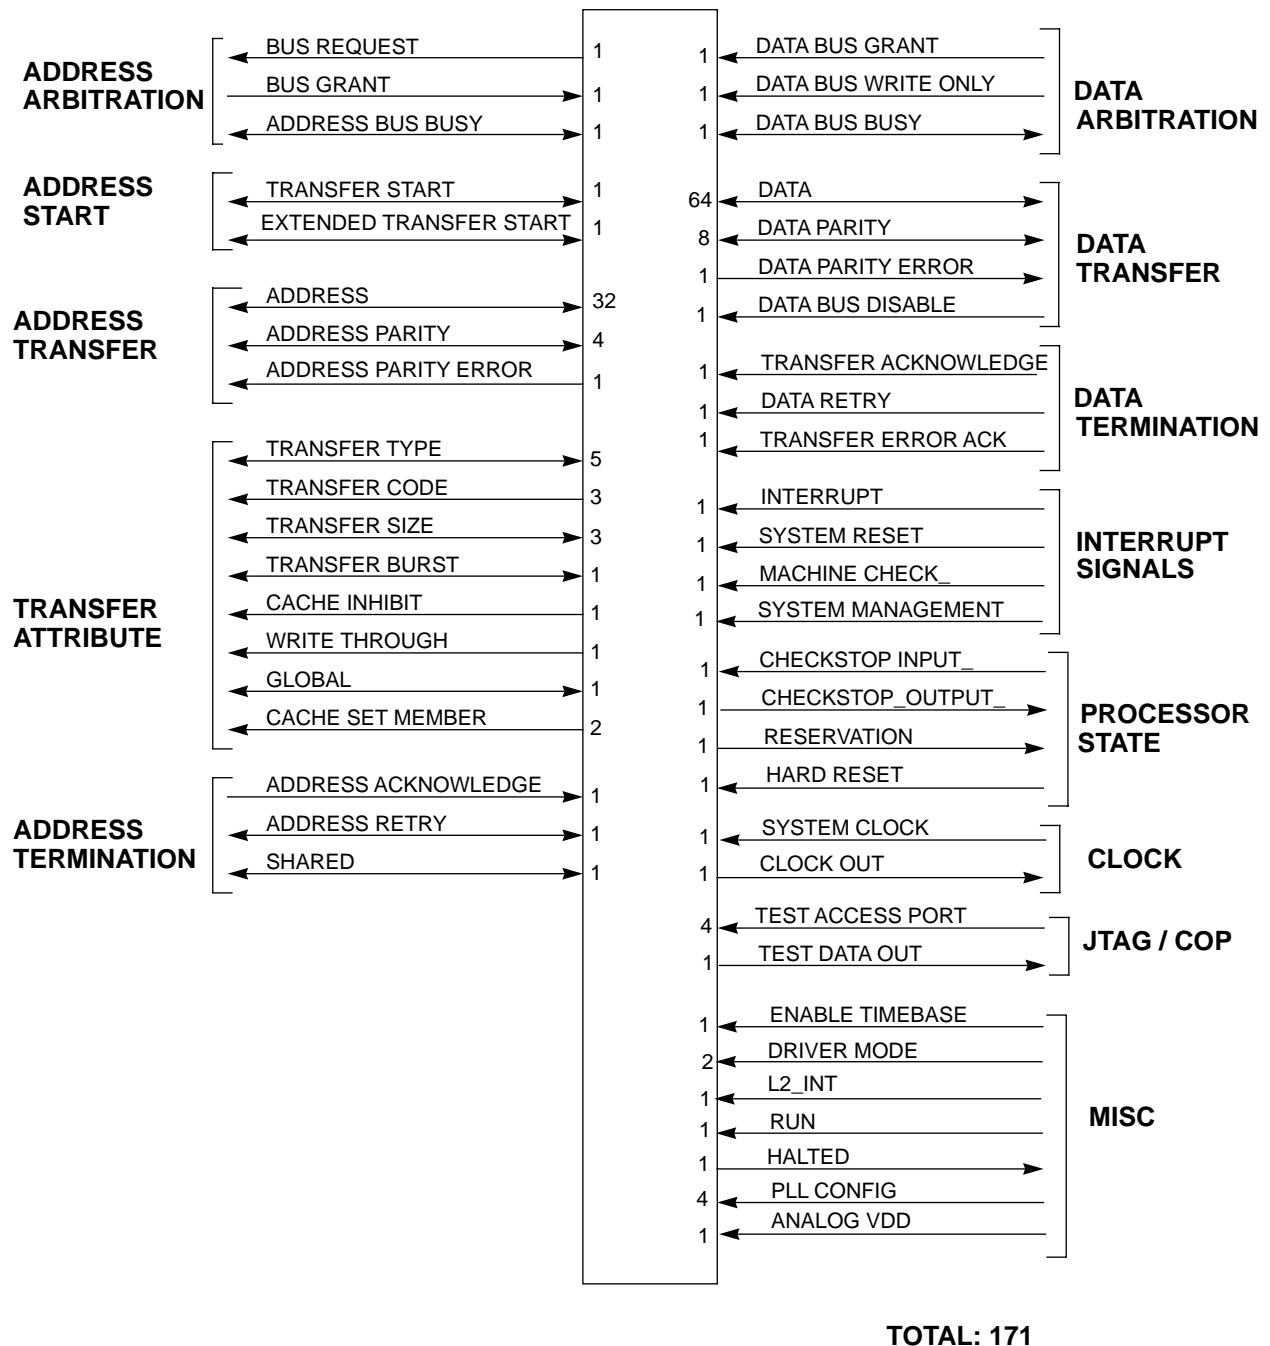 ADDRESS
ARBITRATION
BUS REQUEST 1
BUS GRANT 1
ADDRESS BUS BUSY 1
ADDRESS
START
TRANSFER START 1
EXTENDED TRANSFER START 1
ADDRESS
TRANSFER
ADDRESS 32
ADDRESS PARITY 4
ADDRESS PARITY ERROR 1
TRANSFER
ATTRIBUTE
TRANSFER TYPE 5
TRANSFER CODE 3
TRANSFER SIZE 3
TRANSFER BURST 1
CACHE INHIBIT 1
WRITE THROUGH 1
GLOBAL 1
CACHE SET MEMBER 2
ADDRESS
TERMINATION
ADDRESS ACKNOWLEDGE 1
ADDRESS RETRY 1
SHARED 1
1 DATA BUS GRANT
1 DATA BUS WRITE ONLY
1 DATA BUS BUSY
DATA
ARBITRATION
64 DATA
8 DATA PARITY
1 DATA PARITY ERROR
1 DATA BUS DISABLE
DATA
TRANSFER
1 TRANSFER ACKNOWLEDGE
1 DATA RETRY
1 TRANSFER ERROR ACK
DATA
TERMINATION
1 INTERRUPT
1 SYSTEM RESET
1 MACHINE CHECK_
1 SYSTEM MANAGEMENT
INTERRUPT
SIGNALS
1 CHECKSTOP INPUT_
1 CHECKSTOP_OUTPUT_
1 RESERVATION
1 HARD RESET
PROCESSOR
STATE
1 SYSTEM CLOCK
1 CLOCK OUT
CLOCK
4 TEST ACCESS PORT
1 TEST DATA OUT
JTAG / COP
1 ENABLE TIMEBASE
2 DRIVER MODE
1 L2_INT
1 RUN
1 HALTED
4 PLL CONFIG
1 ANALOG VDD
MISC
TOTAL: 171